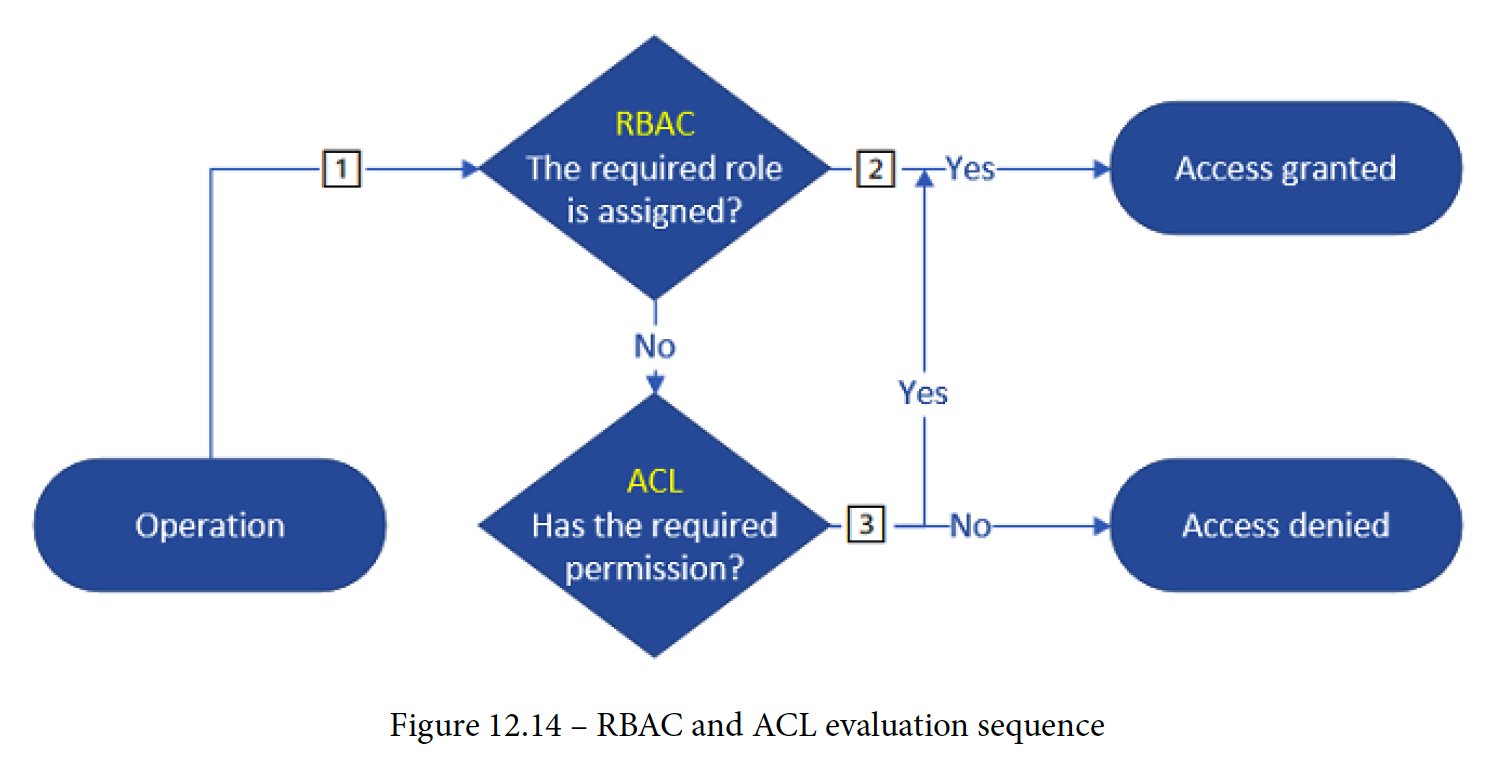 RBAC
The required role
is assigned?
1
2
Yes
Access granted
No
Yes
Operation
ACL
Has the required
permission?
3
No
Access denied
Figure 12.14 – RBAC and ACL evaluation sequence